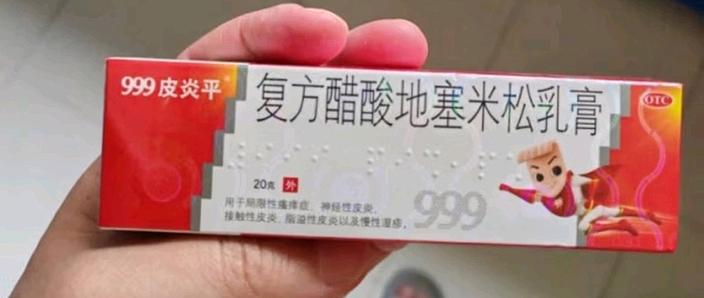 999皮炎平®
复方醋酸地塞米松乳膏
OTC
20克 外
用于局限性瘙痒症、神经性皮炎、
接触性皮炎、脂溢性皮炎以及慢性湿疹。
999